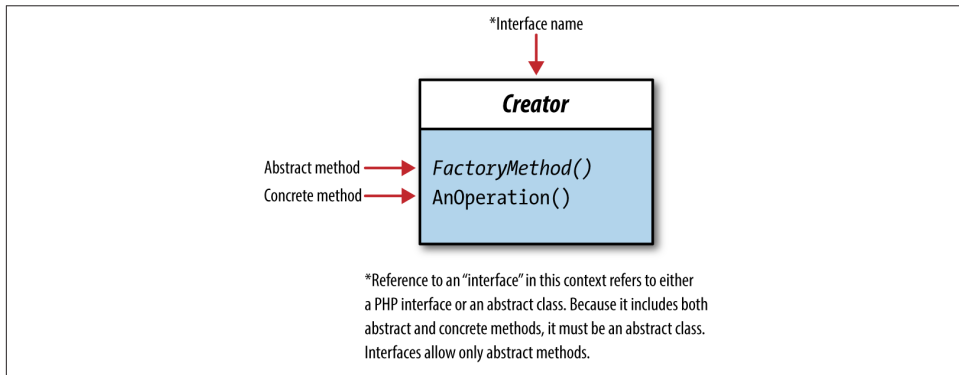 *Interface name
Creator
Abstract method
FactoryMethod()
Concrete method
AnOperation()
*Reference to an “interface” in this context refers to either
a PHP interface or an abstract class. Because it includes both
abstract and concrete methods, it must be an abstract class.
Interfaces allow only abstract methods.